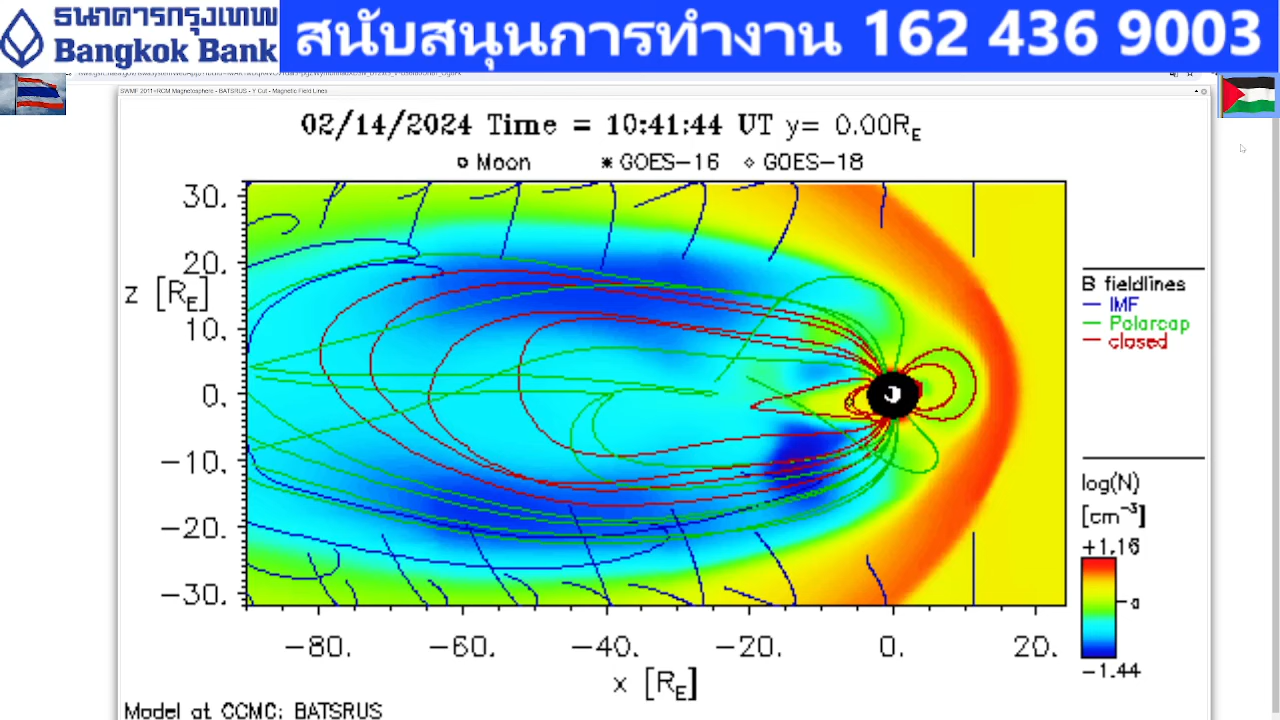 ธนาคารกรุงเทพ
Bangkok Bank
สนับสนุนการทำงาน 162 436 9003
SWMF 2011+RCM Magnetosphere - BATSRUS - Y Cut - Magnetic Field Lines
02/14/2024 Time = 10:41:44 UT y= 0.00R_E
Moon GOES-16 GOES-18
z [R_E]
30.
20.
10.
0.
-10.
-20.
-30.
-80. -60. -40. -20. 0. 20.
x [R_E]
B fieldlines
IMF
Polarcap
closed
log(N)
[cm⁻³]
+1.16
0
-1.44
Model at CCMC: BATSRUS